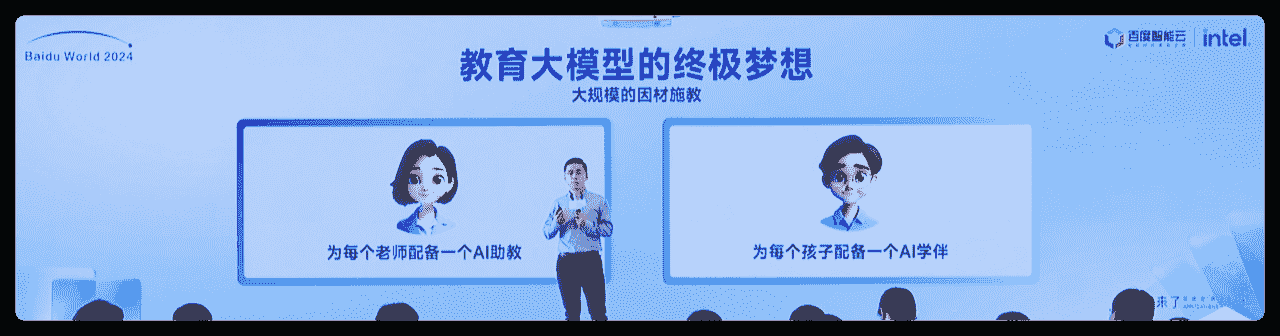 Baidu World 2024
百度智能云
intel.
教育大模型的终极梦想
大规模的因材施教
为每个老师配备一个AI助教
为每个孩子配备一个AI学伴
来了